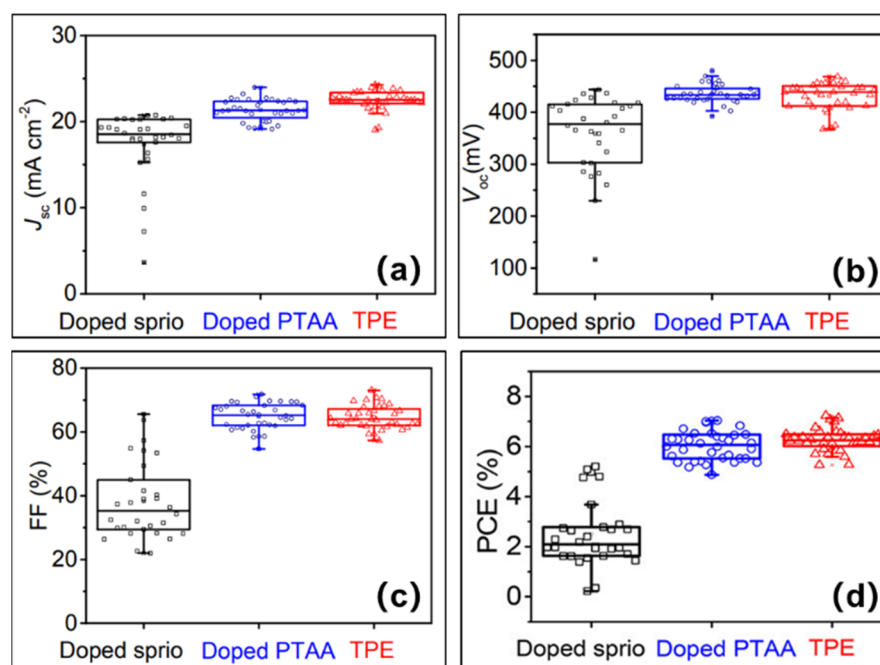 30
20
10
0
J_sc (mA cm⁻²)
(a)
Doped sprio Doped PTAA TPE
500
400
300
200
100
V_oc (mV)
(b)
Doped sprio Doped PTAA TPE
80
60
40
20
0
FF (%)
(c)
Doped sprio Doped PTAA TPE
8
6
4
2
0
PCE (%)
(d)
Doped sprio Doped PTAA TPE